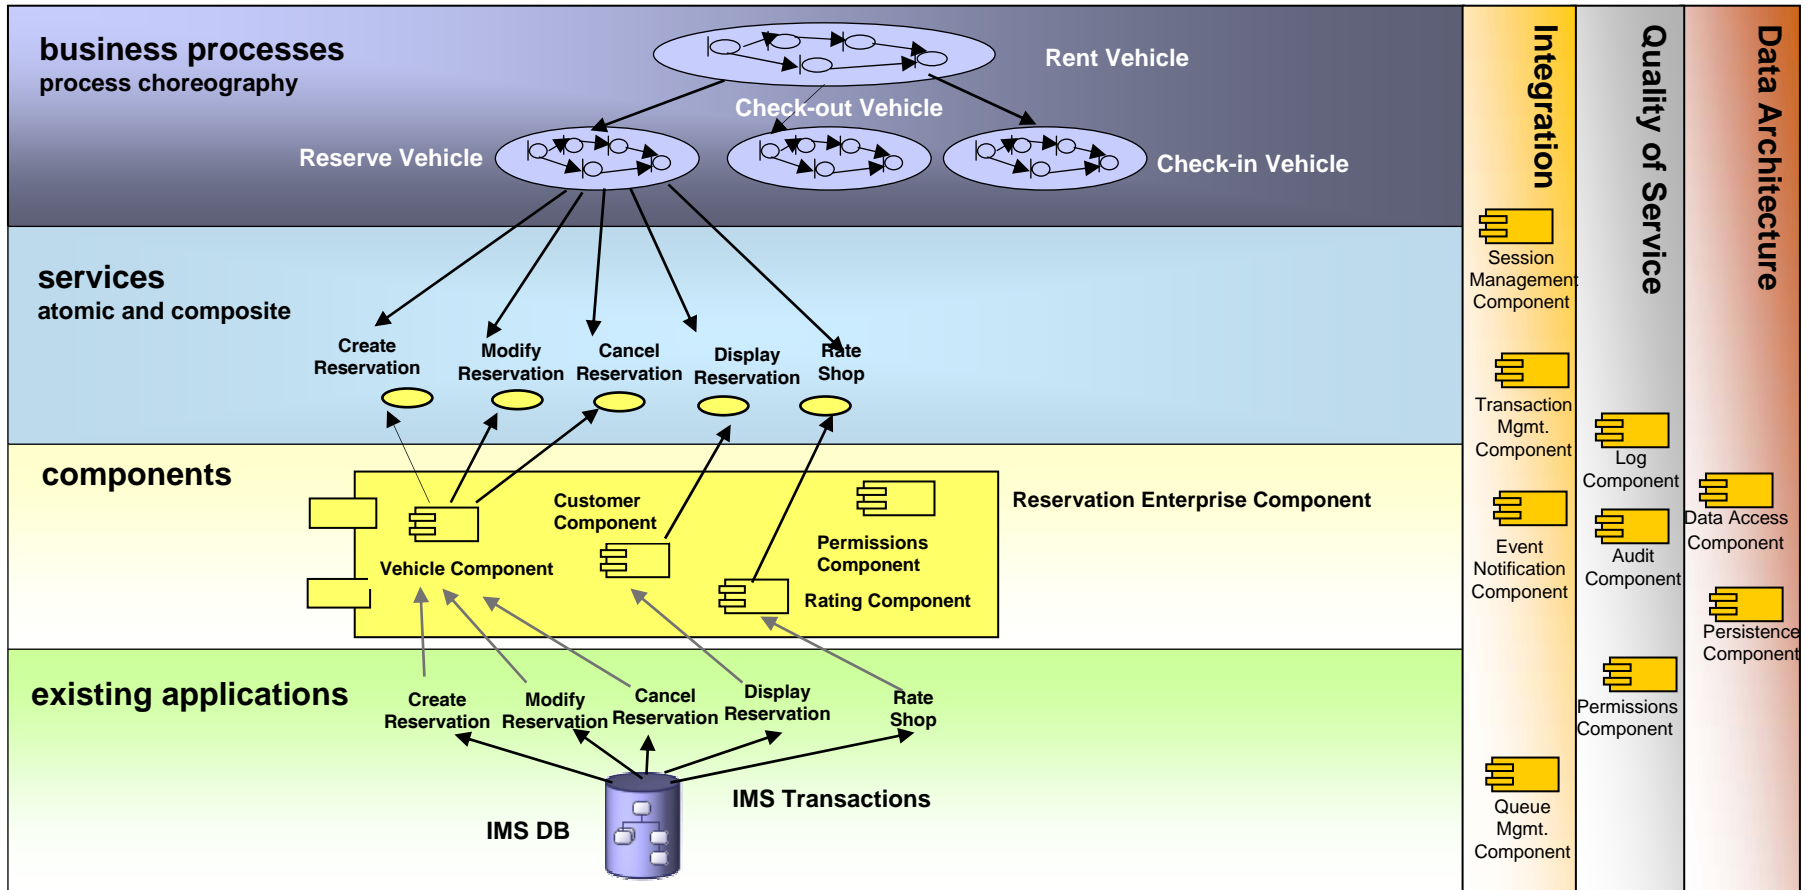 business processes
process choreography
Rent Vehicle
Check-out Vehicle
Reserve Vehicle
Check-in Vehicle
services
atomic and composite
Create
Reservation
Modify
Reservation
Cancel
Reservation
Display
Reservation
Rate
Shop
components
Customer
Component
Reservation Enterprise Component
Permissions
Component
Vehicle Component
Rating Component
existing applications
Create
Reservation
Modify
Reservation
Cancel
Reservation
Display
Reservation
Rate
Shop
IMS Transactions
IMS DB
Integration
Session
Management
Component
Transaction
Mgmt.
Component
Event
Notification
Component
Queue
Mgmt.
Component
Quality of Service
Log
Component
Audit
Component
Permissions
Component
Data Architecture
Data Access
Component
Persistence
Component